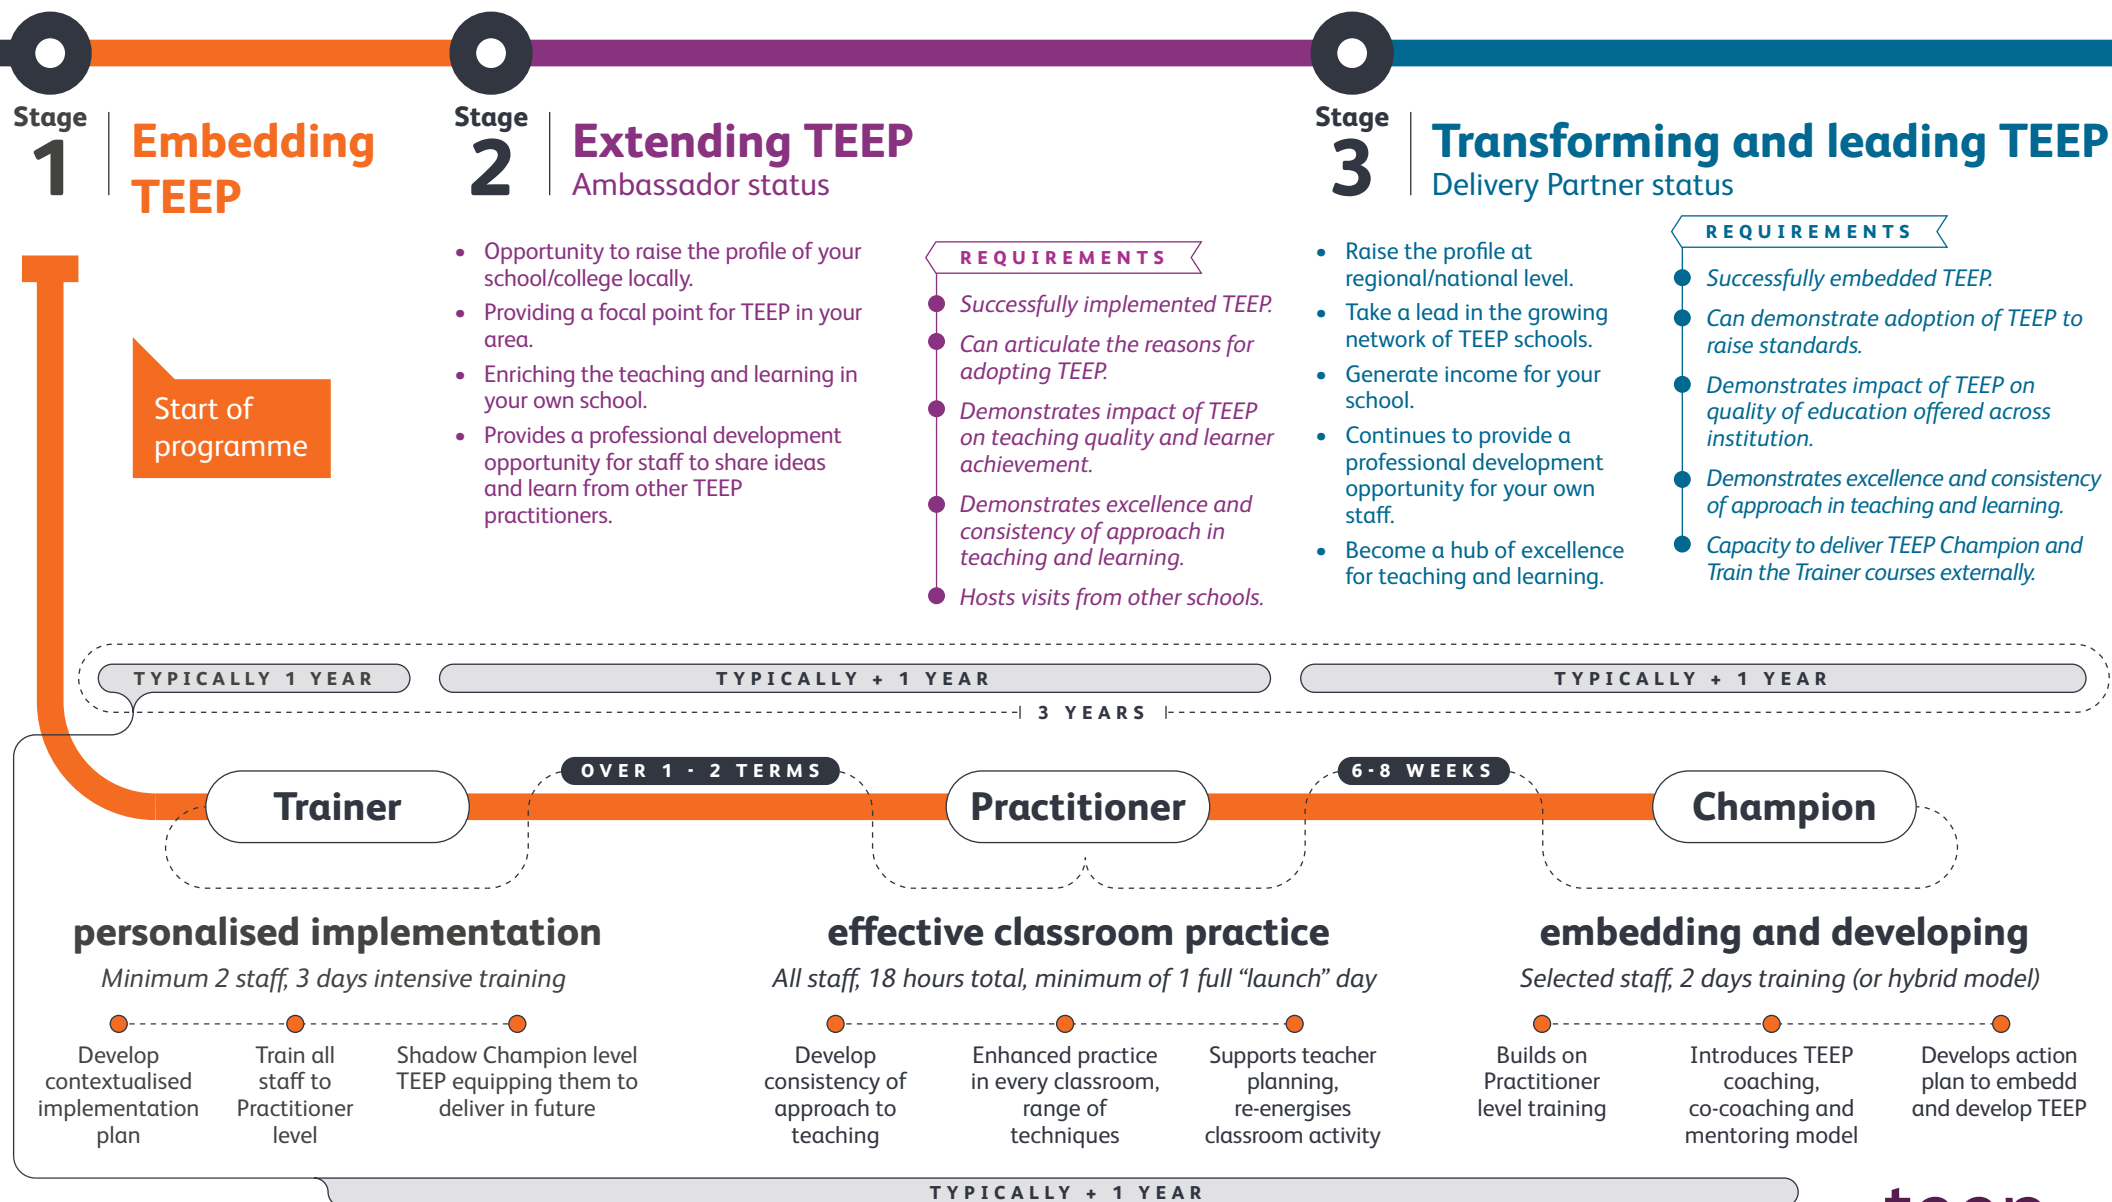 Stage
1
Embedding
TEEP
Start of
programme
Stage
2
Extending TEEP
Ambassador status
• Opportunity to raise the profile of your
school/college locally.
• Providing a focal point for TEEP in your
area.
• Enriching the teaching and learning in
your own school.
• Provides a professional development
opportunity for staff to share ideas
and learn from other TEEP
practitioners.
REQUIREMENTS
Successfully implemented TEEP.
Can articulate the reasons for
adopting TEEP.
Demonstrates impact of TEEP
on teaching quality and learner
achievement.
Demonstrates excellence and
consistency of approach in
teaching and learning.
Hosts visits from other schools.
Stage
3
Transforming and leading TEEP
Delivery Partner status
• Raise the profile at
regional/national level.
• Take a lead in the growing
network of TEEP schools.
• Generate income for your
school.
• Continues to provide a
professional development
opportunity for your own
staff.
• Become a hub of excellence
for teaching and learning.
REQUIREMENTS
Successfully embedded TEEP.
Can demonstrate adoption of TEEP to
raise standards.
Demonstrates impact of TEEP on
quality of education offered across
institution.
Demonstrates excellence and consistency
of approach in teaching and learning.
Capacity to deliver TEEP Champion and
Train the Trainer courses externally.
TYPICALLY 1 YEAR
TYPICALLY + 1 YEAR
TYPICALLY + 1 YEAR
3 YEARS
Trainer
OVER 1 - 2 TERMS
Practitioner
6-8 WEEKS
Champion
personalised implementation
Minimum 2 staff, 3 days intensive training
Develop
contextualised
implementation
plan
Train all
staff to
Practitioner
level
Shadow Champion level
TEEP equipping them to
deliver in future
effective classroom practice
All staff, 18 hours total, minimum of 1 full “launch” day
Develop
consistency of
approach to
teaching
Enhanced practice
in every classroom,
range of
techniques
Supports teacher
planning,
re-energises
classroom activity
embedding and developing
Selected staff, 2 days training (or hybrid model)
Builds on
Practitioner
level training
Introduces TEEP
coaching,
co-coaching and
mentoring model
Develops action
plan to embedd
and develop TEEP
TYPICALLY + 1 YEAR
teep